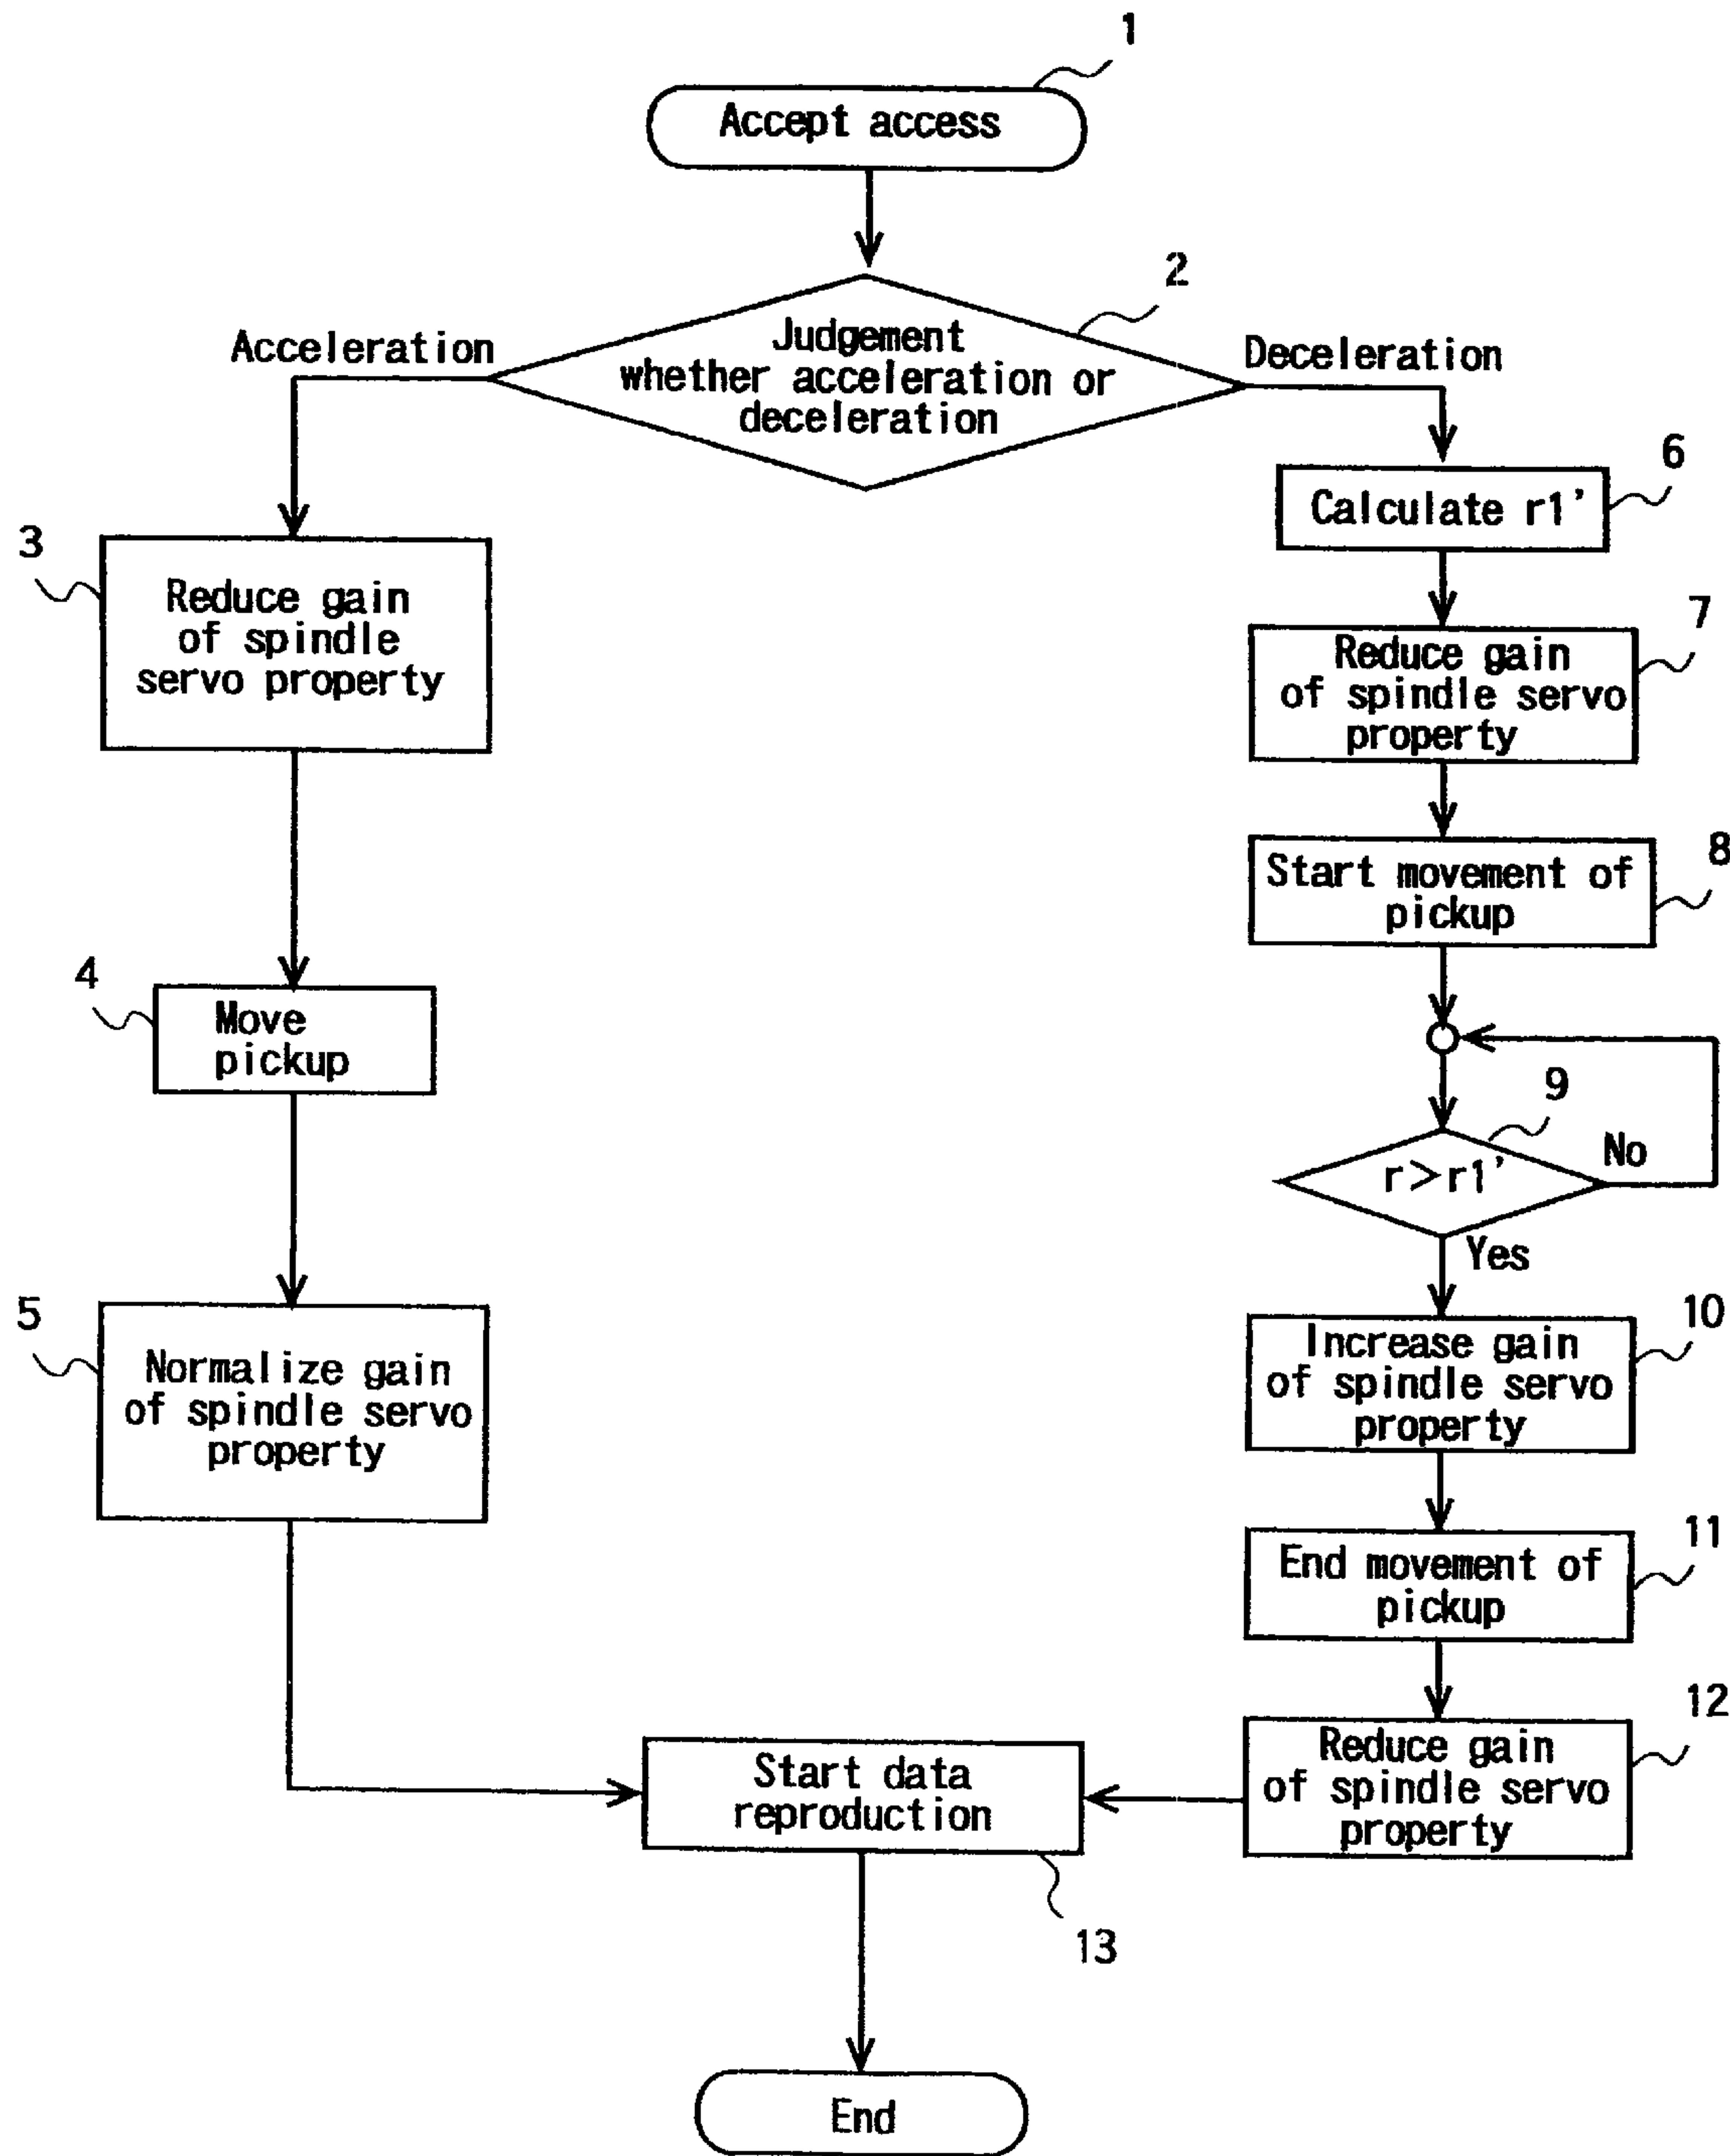 1
Accept access
2
Judgement
whether acceleration or
deceleration
Acceleration
Deceleration
3
Reduce gain
of spindle
servo property
4
Move
pickup
5
Normalize gain
of spindle servo
property
6
Calculate r1'
7
Reduce gain
of spindle servo
property
8
Start movement of
pickup
9
r>r1'
No
Yes
10
Increase gain
of spindle servo
property
11
End movement of
pickup
12
Reduce gain
of spindle servo
property
Start data
reproduction
13
End